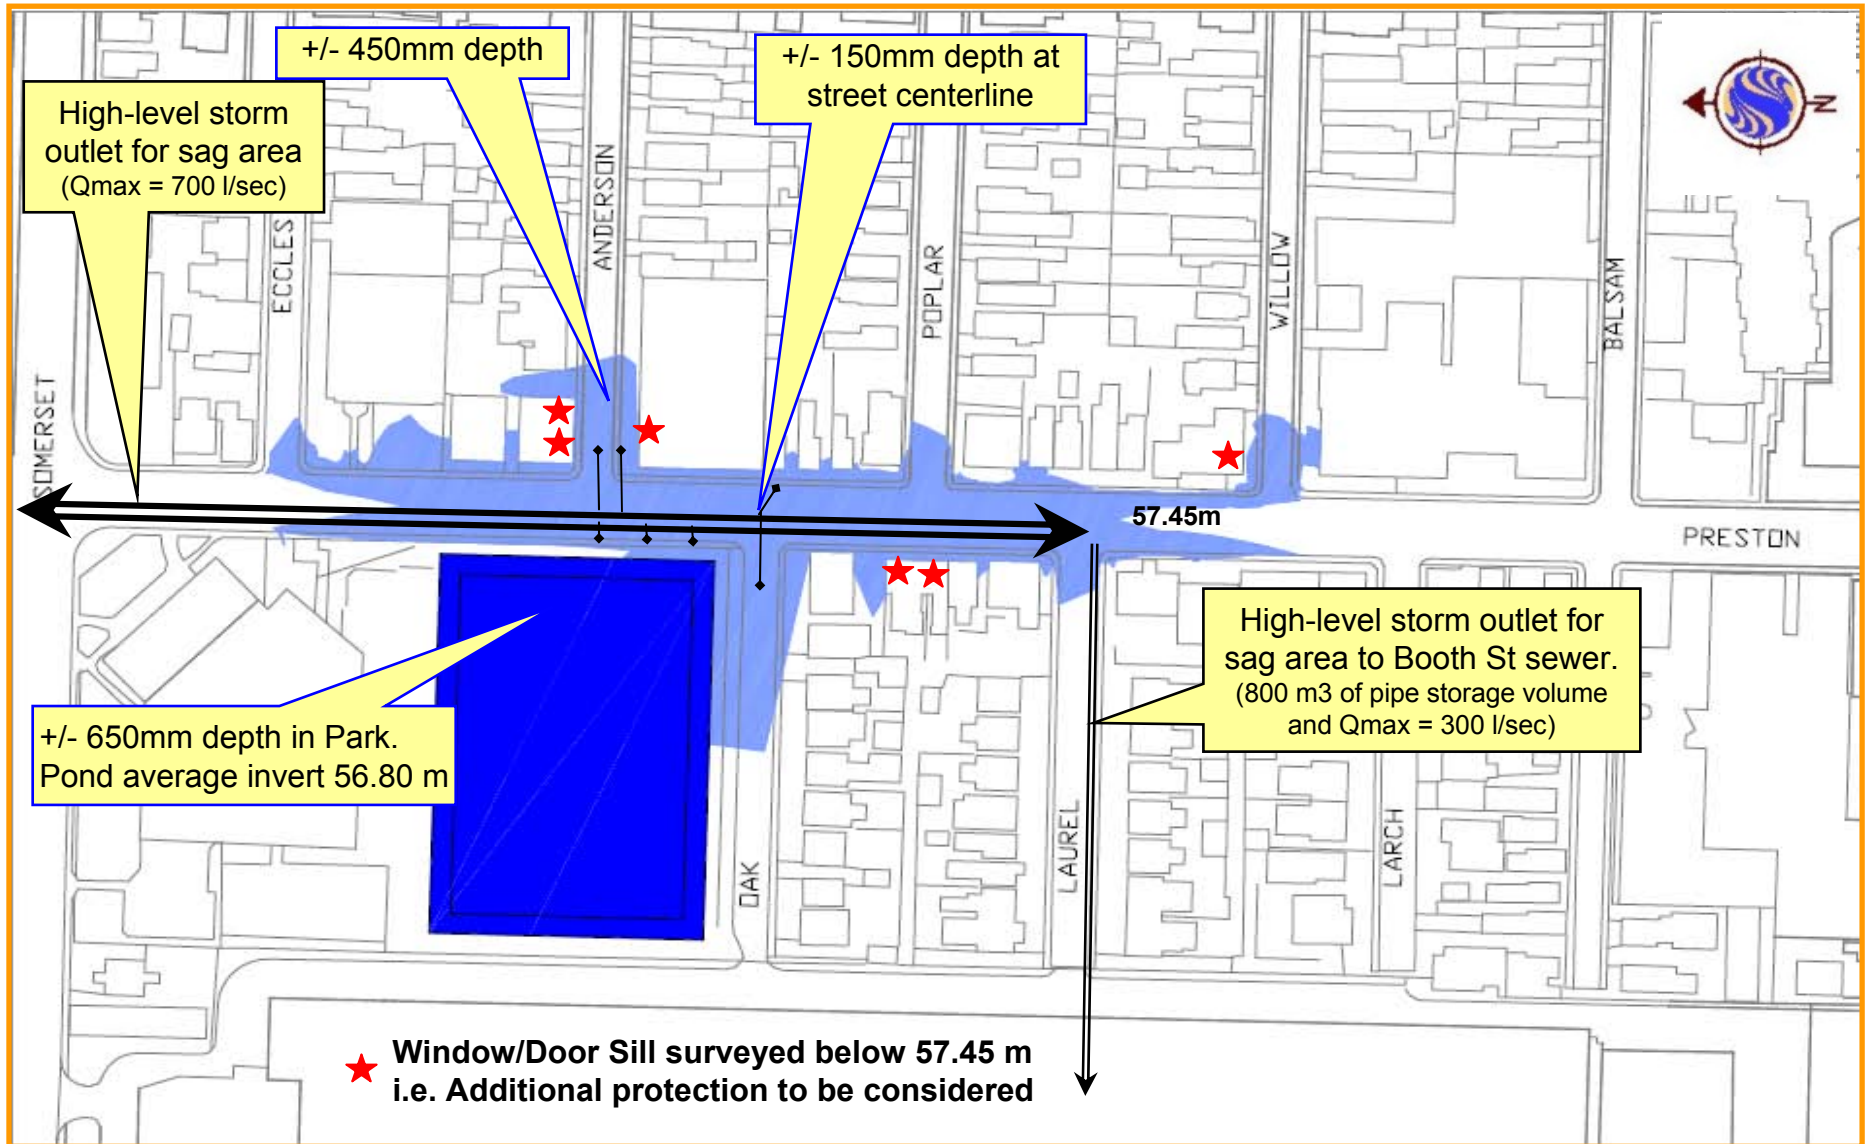 +/- 450mm depth
+/- 150mm depth at
street centerline
High-level storm
outlet for sag area
(Qmax = 700 l/sec)
N
ECCLES
ANDERSON
POPLAR
WILLOW
BALSAM
SOMERSET
57.45m
PRESTON
High-level storm outlet for
sag area to Booth St sewer.
(800 m3 of pipe storage volume
and Qmax = 300 l/sec)
+/- 650mm depth in Park.
Pond average invert 56.80 m
OAK
LAUREL
LARCH
Window/Door Sill surveyed below 57.45 m
i.e. Additional protection to be considered